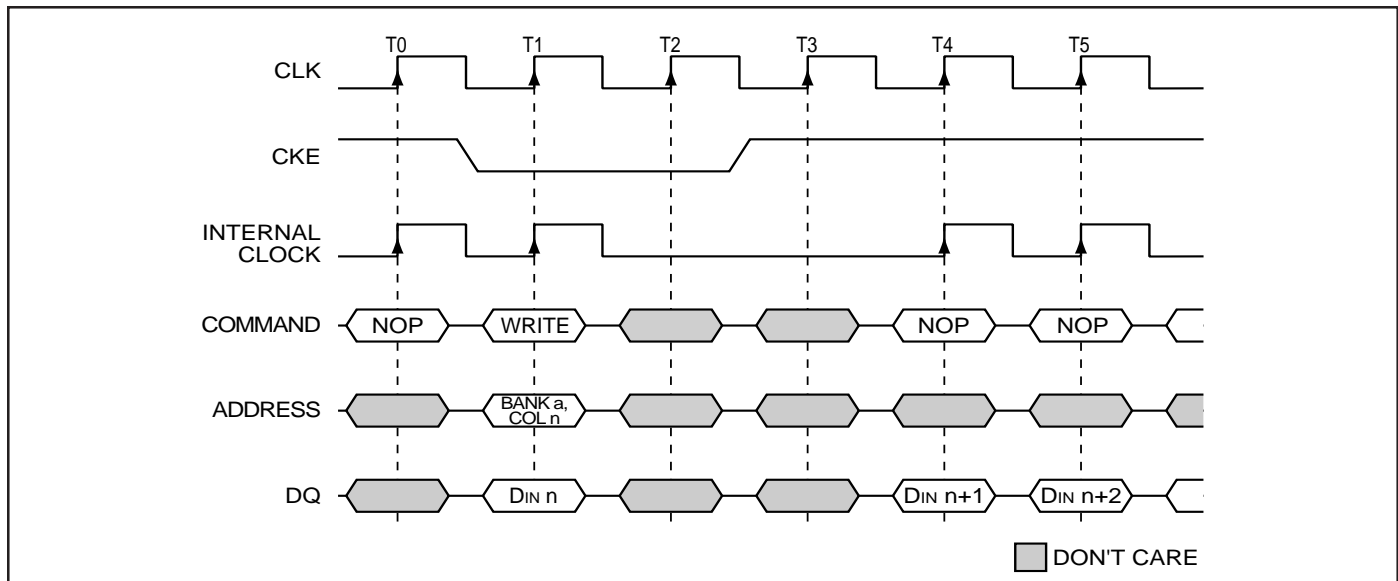 T0 T1 T2 T3 T4 T5
CLK
CKE
INTERNAL
CLOCK
COMMAND NOP WRITE NOP NOP
ADDRESS BANK a,
COL n
DQ DIN n DIN n+1 DIN n+2
DON'T CARE